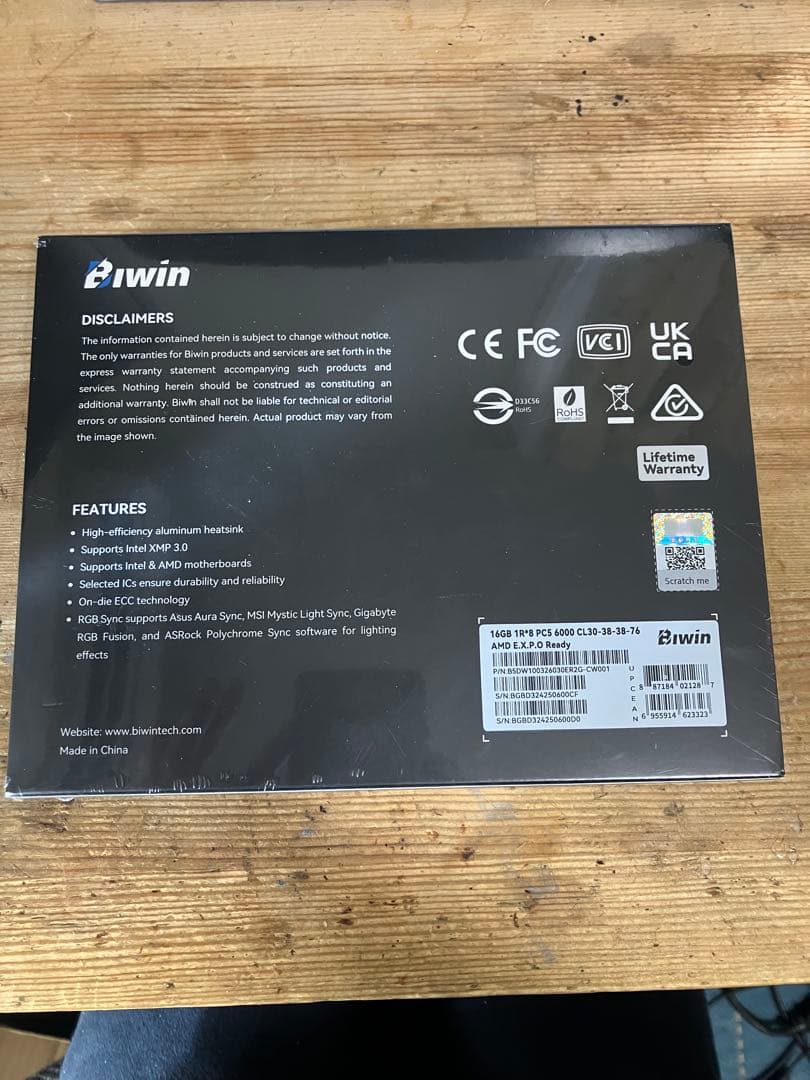 Biwin
DISCLAIMERS
The information contained herein is subject to change without notice.
The only warranties for Biwin products and services are set forth in the
express warranty statement accompanying such products and
services. Nothing herein should be construed as constituting an
additional warranty. Biwin shall not be liable for technical or editorial
errors or omissions contained herein. Actual product may vary from
the image shown.
CE FC VCI UK CA
D33C56
RoHS
RoHS
COMPLIANT
Lifetime
Warranty
FEATURES
• High-efficiency aluminum heatsink
• Supports Intel XMP 3.0
• Supports Intel & AMD motherboards
• Selected ICs ensure durability and reliability
• On-die ECC technology
• RGB Sync supports Asus Aura Sync, MSI Mystic Light Sync, Gigabyte
RGB Fusion, and ASRock Polychrome Sync software for lighting
effects
Scratch me
16GB 1R*8 PC5 6000 CL30-38-38-76
AMD E.X.P.O Ready
Biwin
P/N:B5DW100326030ER2G-CW001
S/N:BGBD324250600CF
S/N:BGBD324250600D0
UPC
8 87184 02128 7
EAN
6 955914 623323
Website: www.biwintech.com
Made in China